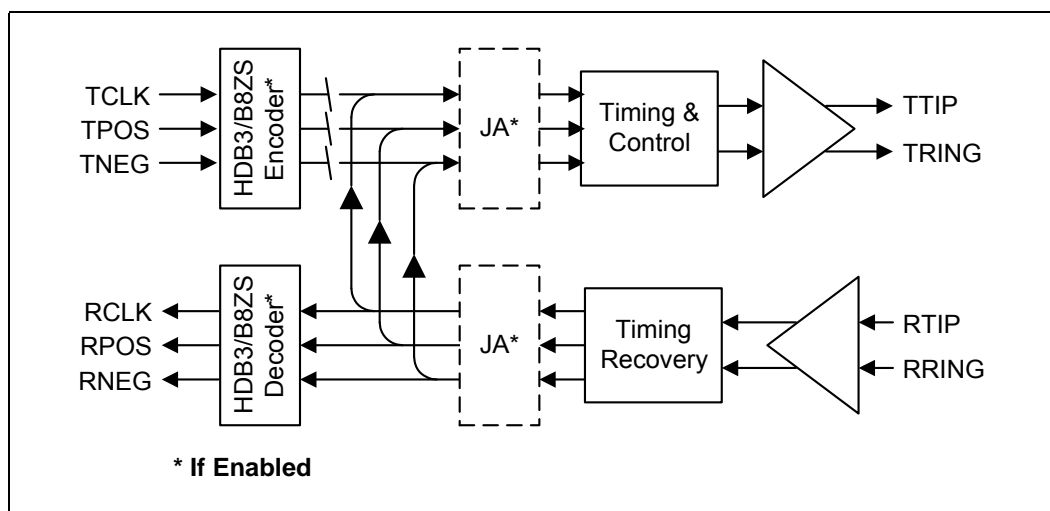 TCLK
TPOS
TNEG
HDB3/B8ZS
Encoder*
JA*
Timing &
Control
TTIP
TRING
RCLK
RPOS
RNEG
HDB3/B8ZS
Decoder*
JA*
Timing
Recovery
RTIP
RRING
* If Enabled